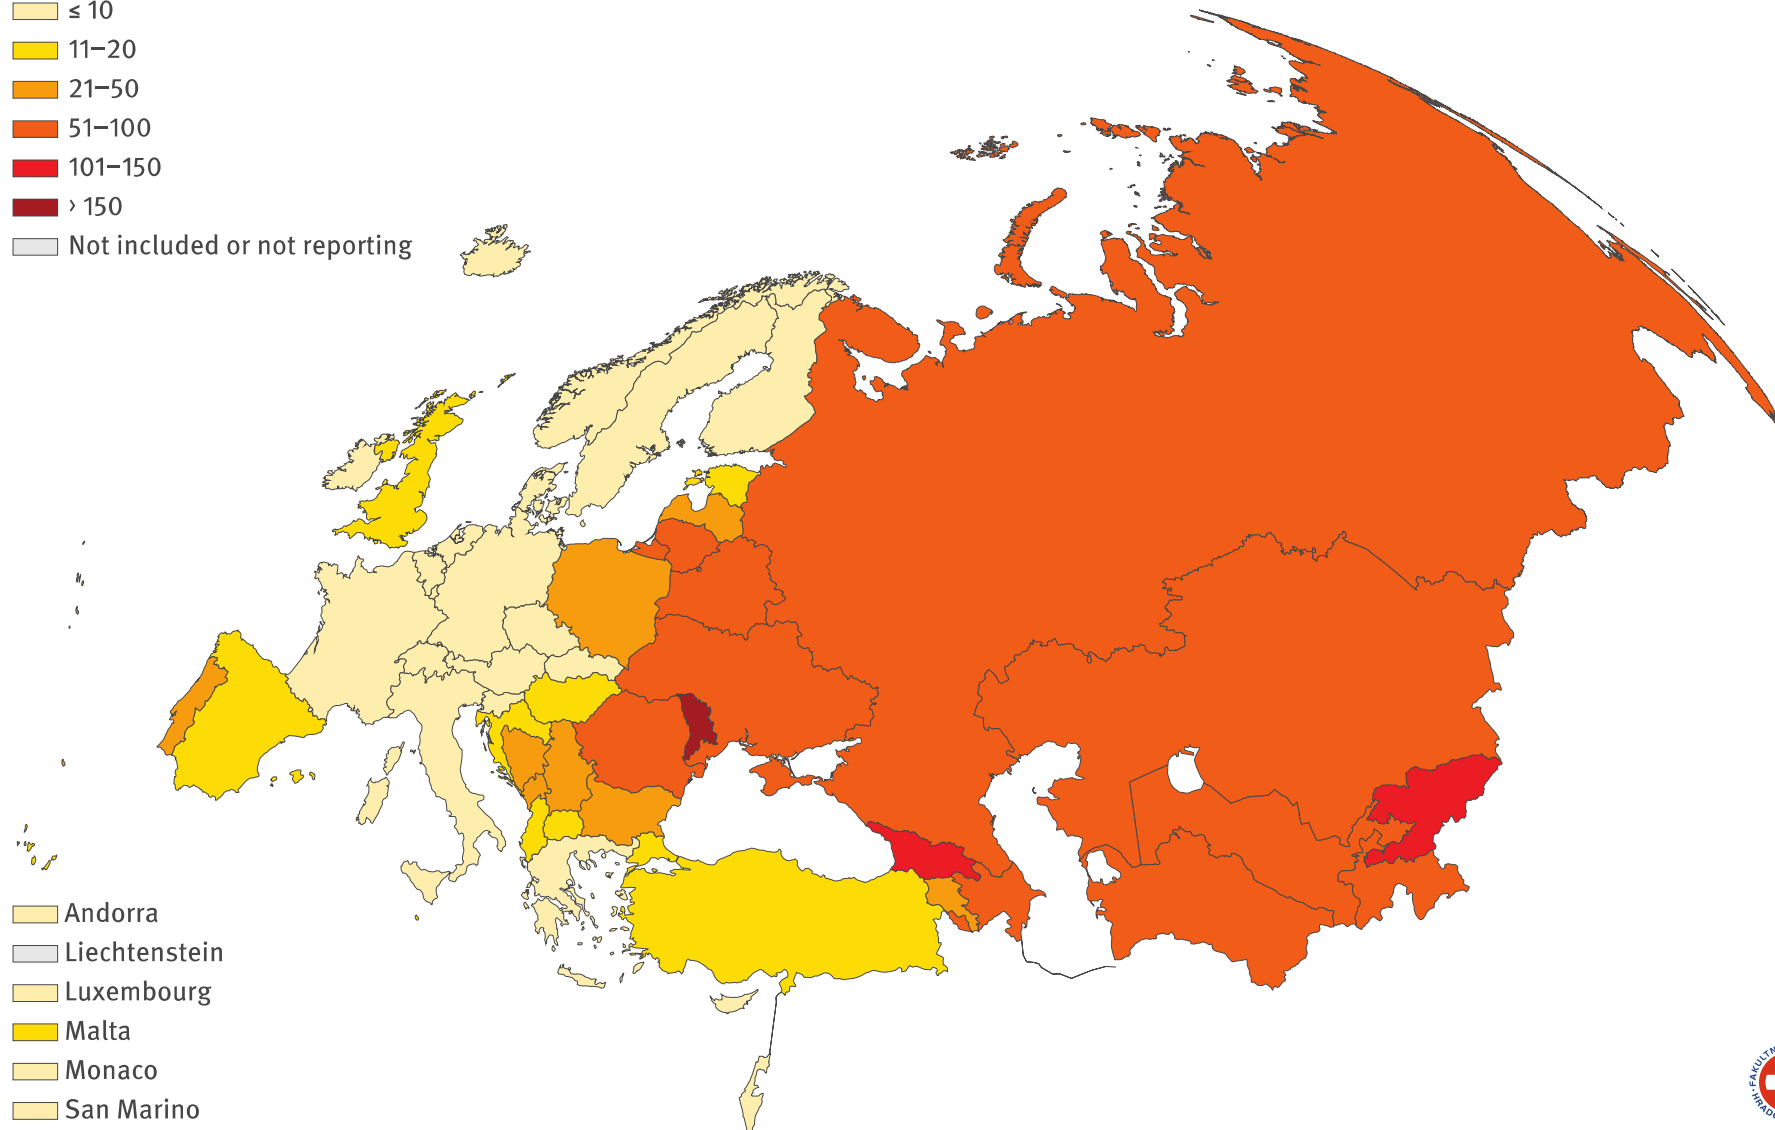 ≤ 10
11–20
21–50
51–100
101–150
> 150
Not included or not reporting
Andorra
Liechtenstein
Luxembourg
Malta
Monaco
San Marino